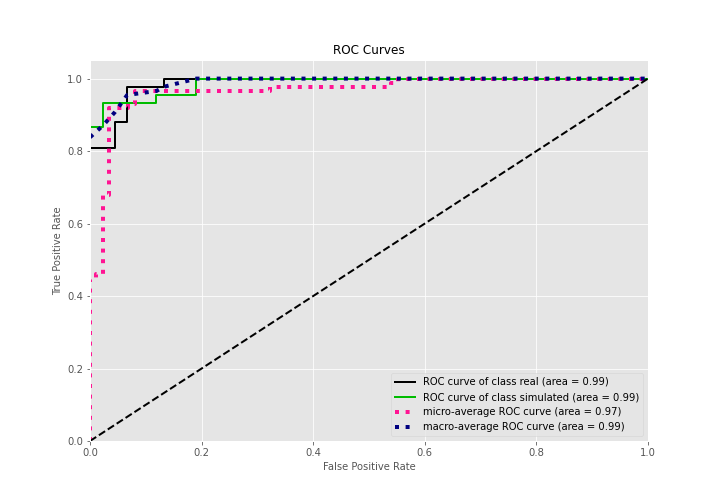 ROC Curves
1.0
0.8
0.6
0.4
0.2
0.0
True Positive Rate
0.0 0.2 0.4 0.6 0.8 1.0
False Positive Rate
ROC curve of class real (area = 0.99)
ROC curve of class simulated (area = 0.99)
micro-average ROC curve (area = 0.97)
macro-average ROC curve (area = 0.99)